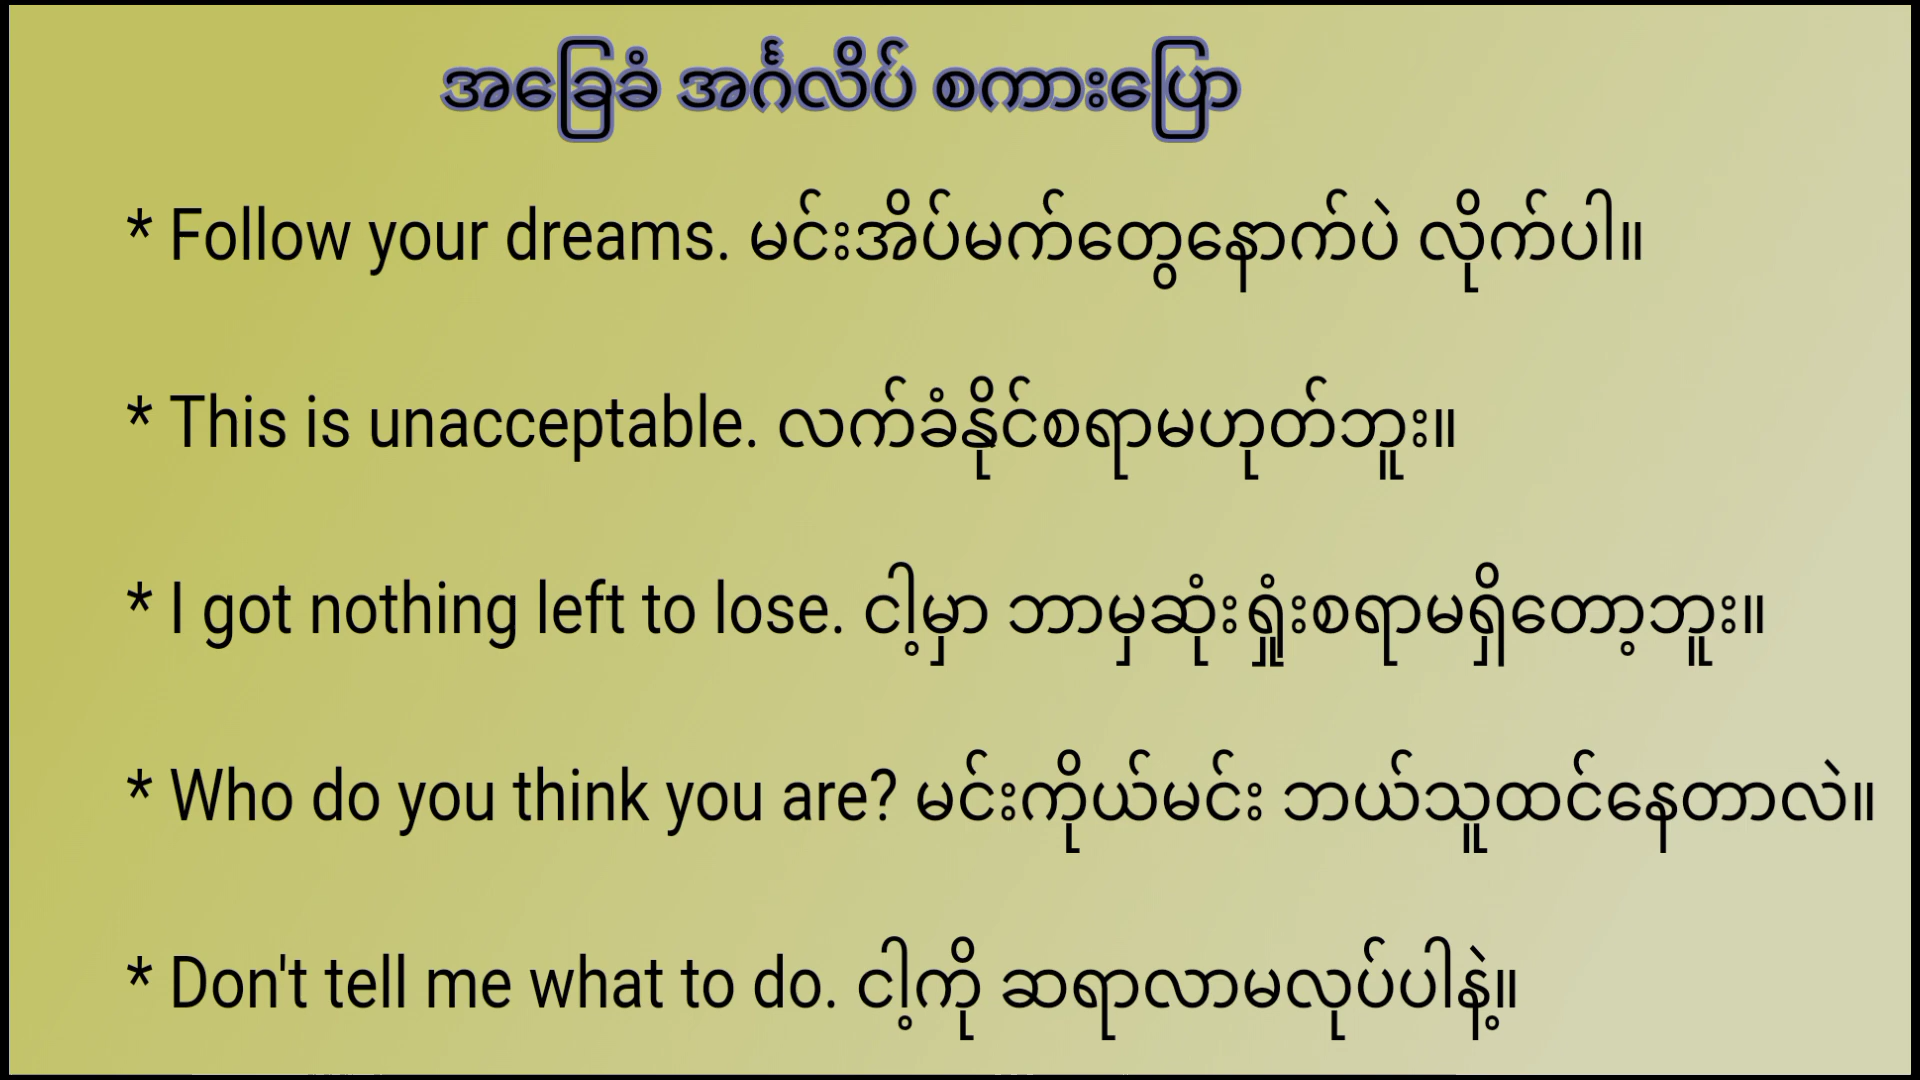 အခြေခံ အင်္ဂလိပ် စကားပြော
* Follow your dreams. မင်းအိပ်မက်တွေနောက်ပဲ လိုက်ပါ။
* This is unacceptable. လက်ခံနိုင်စရာမဟုတ်ဘူး။
* I got nothing left to lose. ငါ့မှာ ဘာမှဆုံးရှုံးစရာမရှိတော့ဘူး။
* Who do you think you are? မင်းကိုယ်မင်း ဘယ်သူထင်နေတာလဲ။
* Don't tell me what to do. ငါ့ကို ဆရာလာမလုပ်ပါနဲ့။